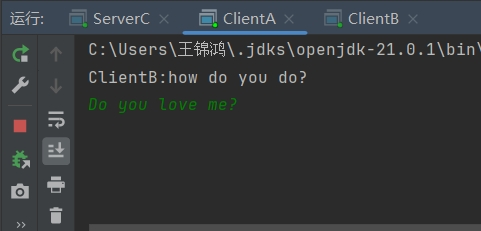 运行: ServerC ClientA ClientB
C:\Users\王锦鸿\.jdks\openjdk-21.0.1\bin\
ClientB:how do you do?
Do you love me?